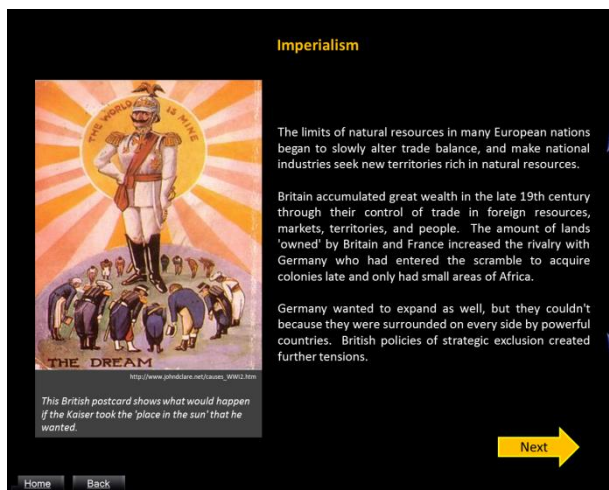 Imperialism
THE WORLD IS MINE
THE DREAM
http://www.johndclare.net/causes_WWI2.htm
This British postcard shows what would happen
if the Kaiser took the 'place in the sun' that he
wanted.
The limits of natural resources in many European nations
began to slowly alter trade balance, and make national
industries seek new territories rich in natural resources.
Britain accumulated great wealth in the late 19th century
through their control of trade in foreign resources,
markets, territories, and people. The amount of lands
'owned' by Britain and France increased the rivalry with
Germany who had entered the scramble to acquire
colonies late and only had small areas of Africa.
Germany wanted to expand as well, but they couldn't
because they were surrounded on every side by powerful
countries. British policies of strategic exclusion created
further tensions.
Next
Home
Back